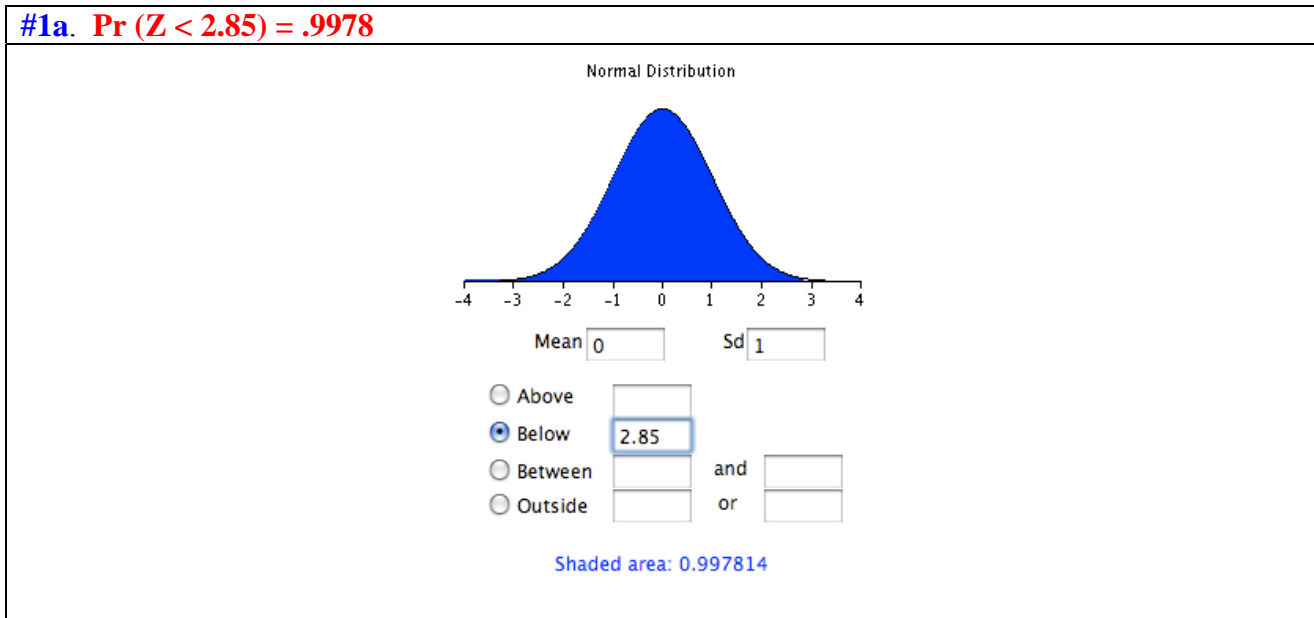 #1a. Pr (Z < 2.85) = .9978
Normal Distribution
-4 -3 -2 -1 0 1 2 3 4
Mean 0 Sd 1
Above
Below 2.85
Between and
Outside or
Shaded area: 0.997814